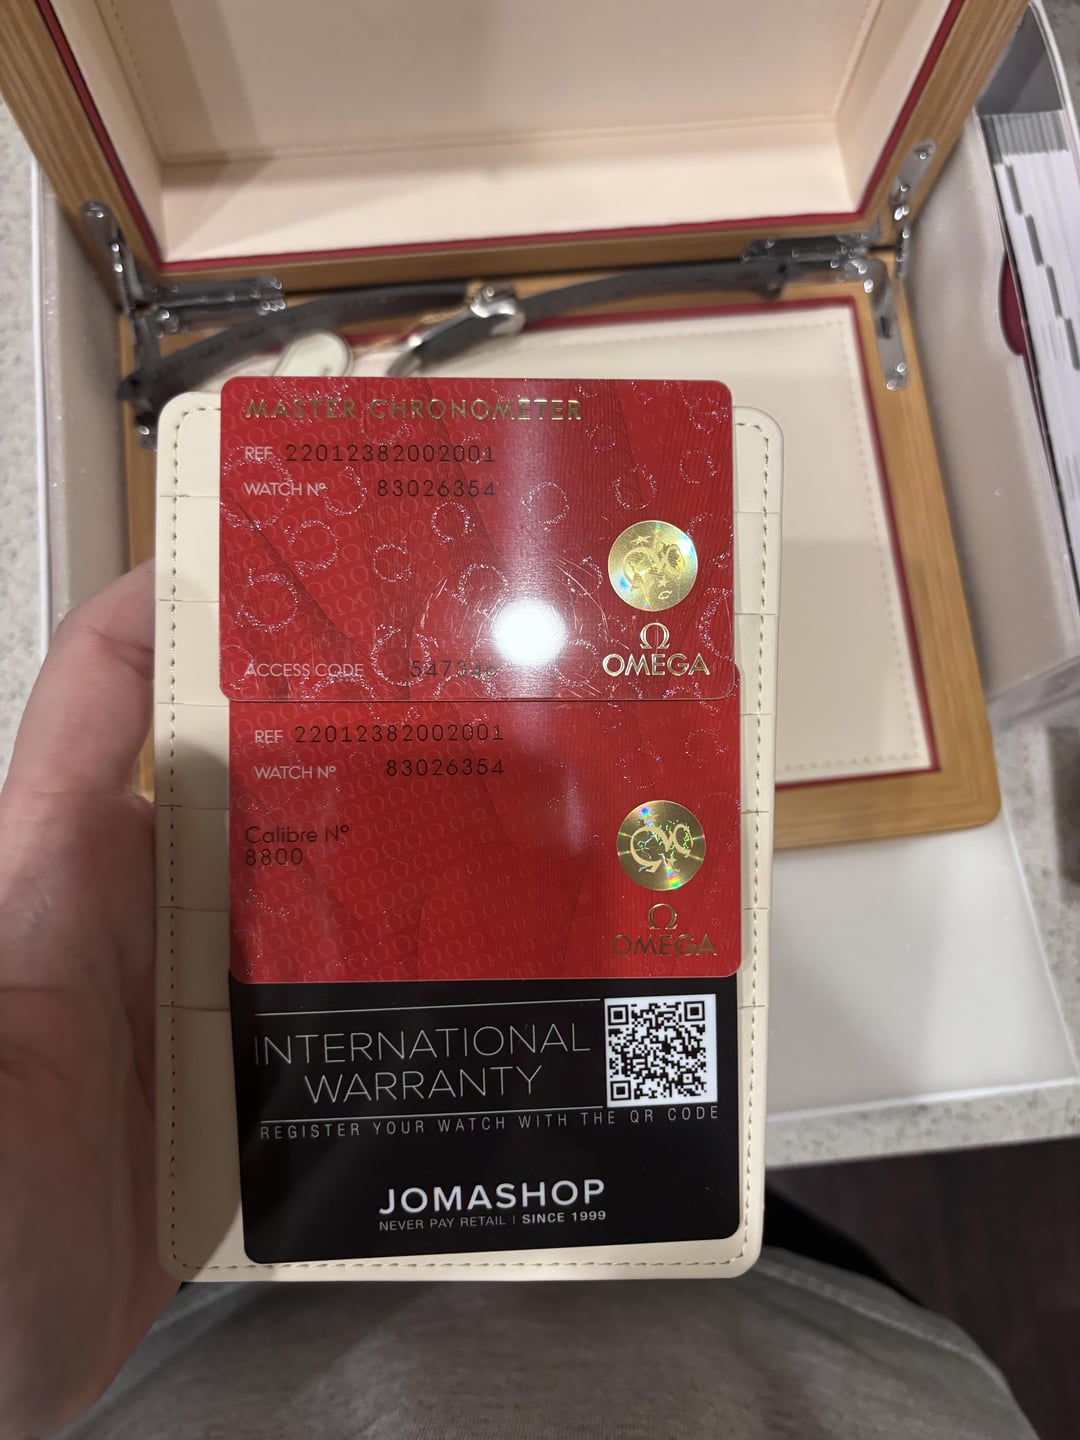 MASTER CHRONOMETER
REF 22012382002001
WATCH Nº 83026354
ACCESS CODE
Ω
OMEGA
REF 22012382002001
WATCH Nº 83026354
Calibre Nº
8800
Ω
OMEGA
INTERNATIONAL
WARRANTY
REGISTER YOUR WATCH WITH THE QR CODE
JOMASHOP
NEVER PAY RETAIL | SINCE 1999